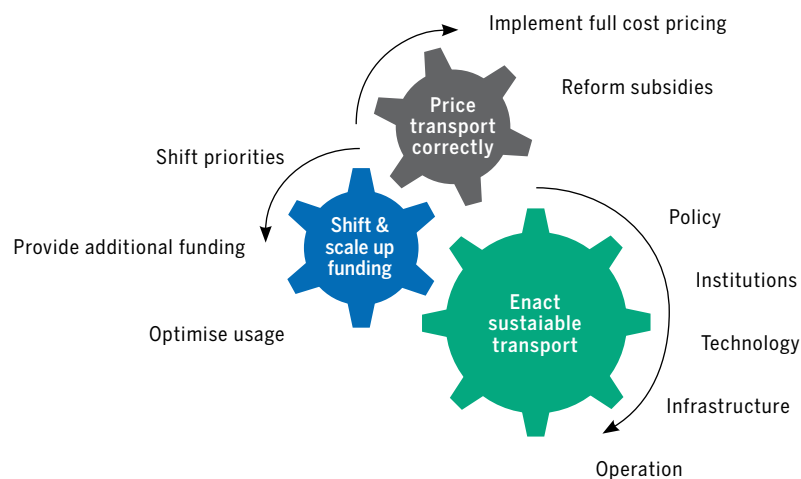 Implement full cost pricing
Reform subsidies
Price
transport
correctly
Shift priorities
Provide additional funding
Optimise usage
Shift &
scale up
funding
Enact
sustaiable
transport
Policy
Institutions
Technology
Infrastructure
Operation